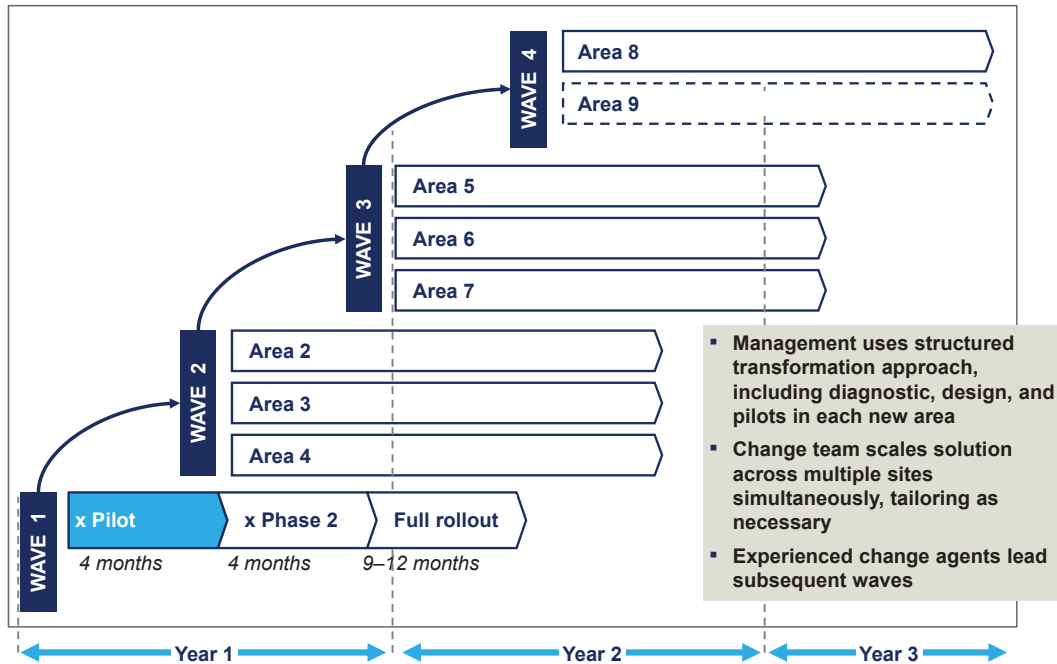 WAVE 4
Area 8
Area 9
WAVE 3
Area 5
Area 6
Area 7
WAVE 2
Area 2
Area 3
Area 4
WAVE 1
x Pilot
x Phase 2
Full rollout
4 months
4 months
9–12 months
▪ Management uses structured
transformation approach,
including diagnostic, design, and
pilots in each new area
▪ Change team scales solution
across multiple sites
simultaneously, tailoring as
necessary
▪ Experienced change agents lead
subsequent waves
Year 1
Year 2
Year 3